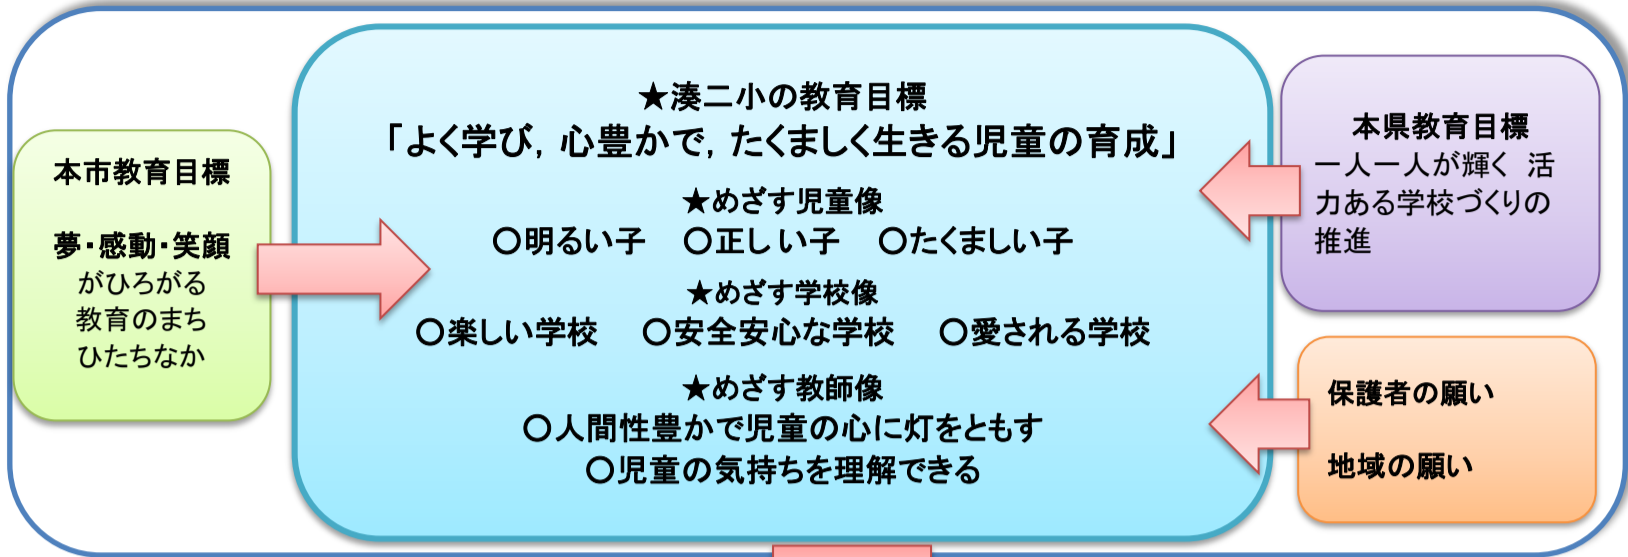 本市教育目標
夢・感動・笑顔
がひろがる
教育のまち
ひたちなか
★湊二小の教育目標
「よく学び，心豊かで，たくましく生きる児童の育成」
★めざす児童像
○明るい子　○正しい子　○たくましい子
★めざす学校像
○楽しい学校　○安全安心な学校　○愛される学校
★めざす教師像
○人間性豊かで児童の心に灯をともす
○児童の気持ちを理解できる
本県教育目標
一人一人が輝く　活
力ある学校づくりの
推進
保護者の願い
地域の願い